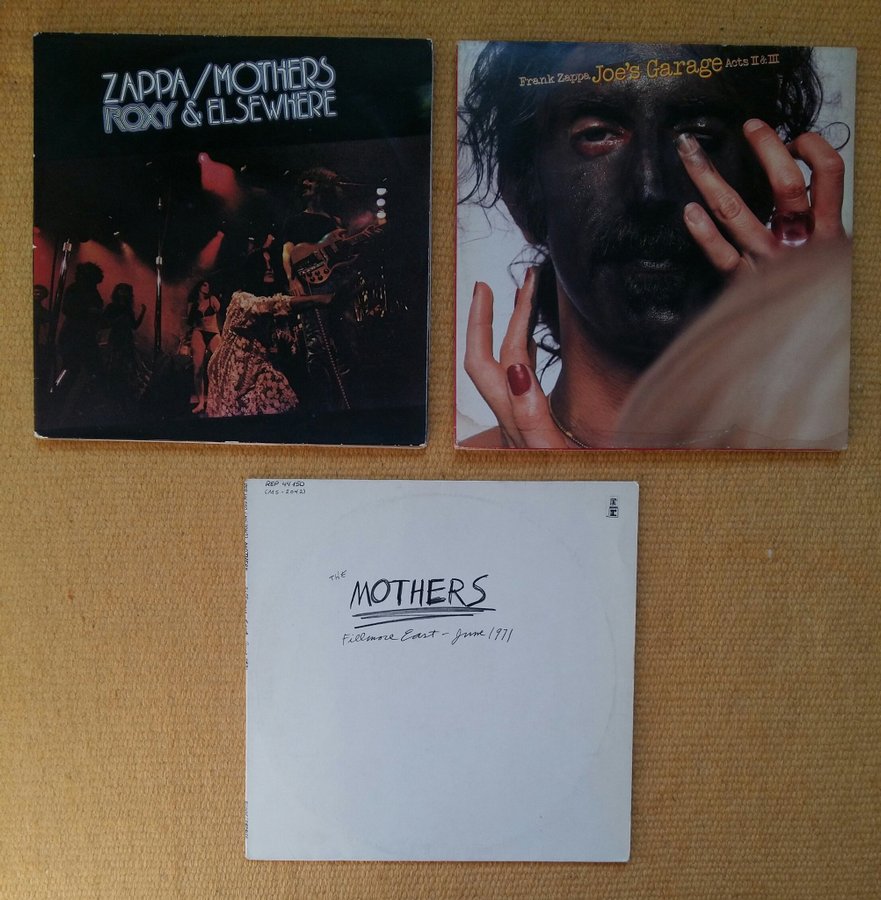 ZAPPA/MOTHERS
ROXY & ELSEWHERE
Frank Zappa Joe's Garage Acts II & III
REP 44 150
(MS-2042)
THE
MOTHERS
Fillmore East - June 1971